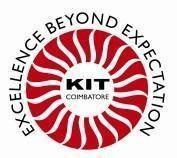 EXCELLENCE BEYOND EXPECTATION
KIT
COIMBATORE